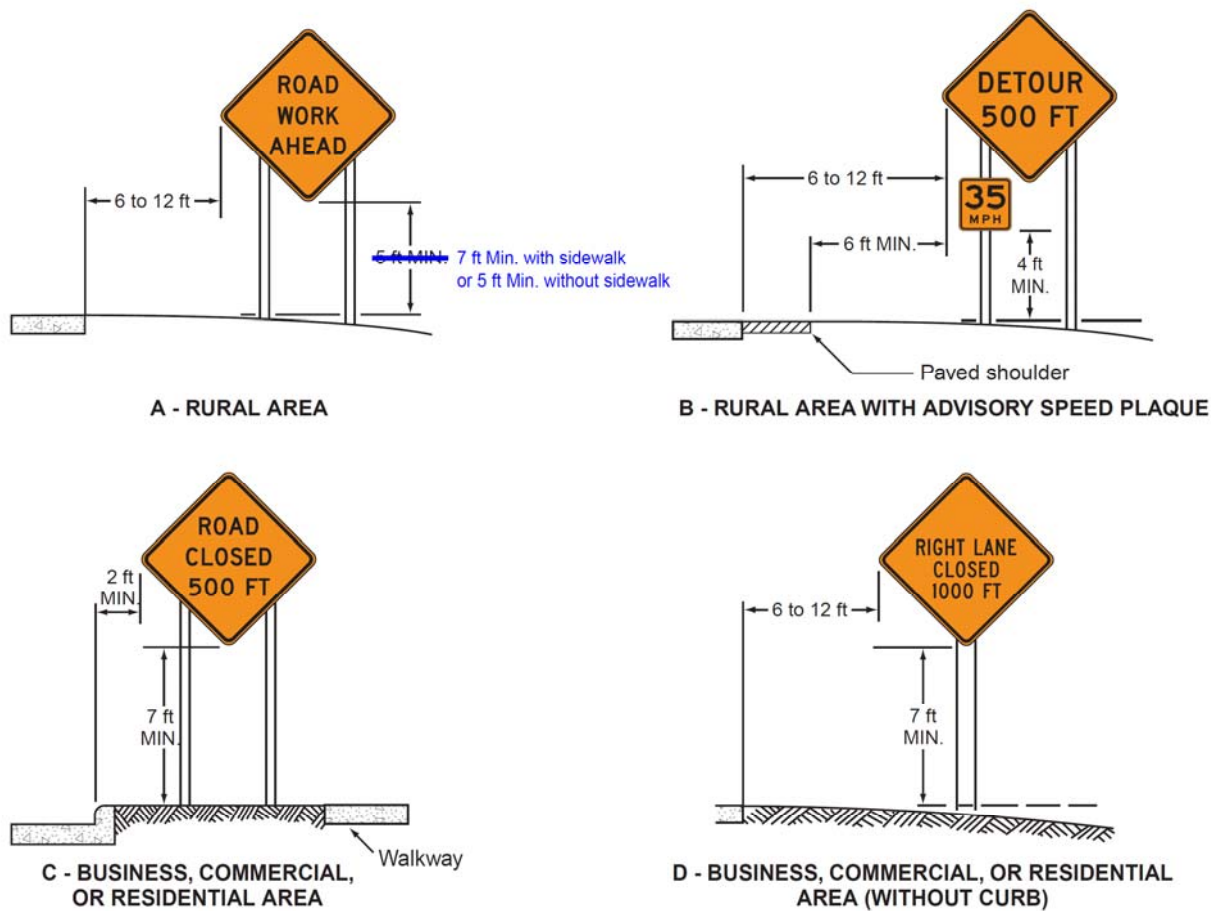 ROAD
WORK
AHEAD
6 to 12 ft
5 ft MIN. 7 ft Min. with sidewalk
or 5 ft Min. without sidewalk
A - RURAL AREA
DETOUR
500 FT
6 to 12 ft
35
MPH
6 ft MIN.
4 ft
MIN.
Paved shoulder
B - RURAL AREA WITH ADVISORY SPEED PLAQUE
ROAD
CLOSED
500 FT
2 ft
MIN.
7 ft
MIN.
Walkway
C - BUSINESS, COMMERCIAL,
OR RESIDENTIAL AREA
RIGHT LANE
CLOSED
1000 FT
6 to 12 ft
7 ft
MIN.
D - BUSINESS, COMMERCIAL, OR RESIDENTIAL
AREA (WITHOUT CURB)